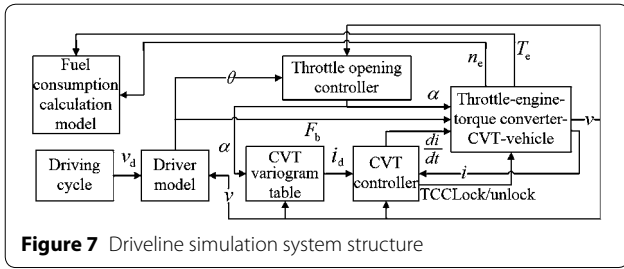 Fuel
consumption
calculation
model
Throttle opening
controller
Throttle-engine-
torque converter-
CVT-vehicle
Driving
cycle
Driver
model
CVT
variogram
table
CVT
controller
θ
α
n_e
T_e
α
F_b
v_d
i_d
di
dt
i
v
v
TCCLock/unlock
Figure 7 Driveline simulation system structure